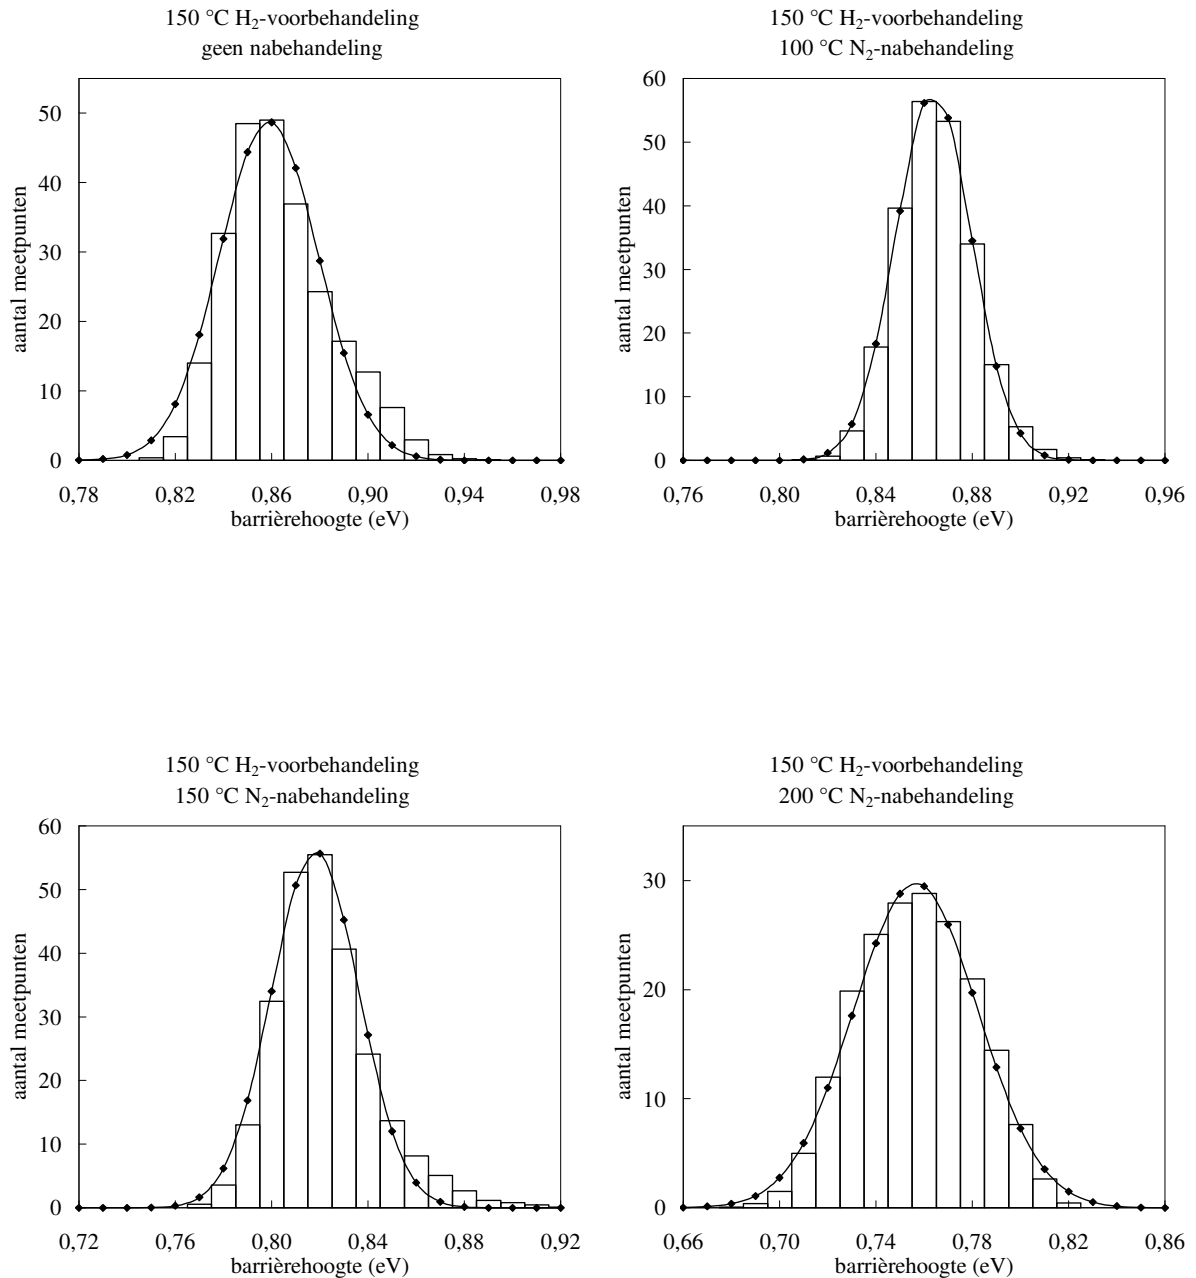 150 °C H₂-voorbehandeling
geen nabehandeling
50
40
30
20
10
0
aantal meetpunten
0,78 0,82 0,86 0,90 0,94 0,98
barrièrehoogte (eV)
150 °C H₂-voorbehandeling
100 °C N₂-nabehandeling
60
50
40
30
20
10
0
aantal meetpunten
0,76 0,80 0,84 0,88 0,92 0,96
barrièrehoogte (eV)
150 °C H₂-voorbehandeling
150 °C N₂-nabehandeling
60
50
40
30
20
10
0
aantal meetpunten
0,72 0,76 0,80 0,84 0,88 0,92
barrièrehoogte (eV)
150 °C H₂-voorbehandeling
200 °C N₂-nabehandeling
30
20
10
0
aantal meetpunten
0,66 0,70 0,74 0,78 0,82 0,86
barrièrehoogte (eV)